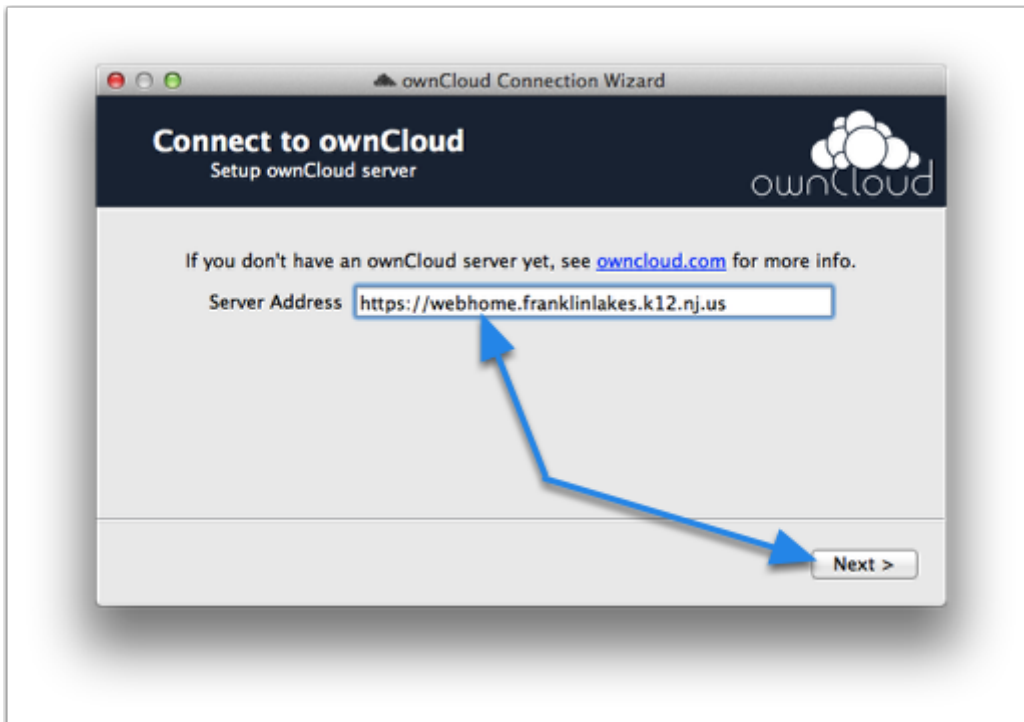 ownCloud Connection Wizard
Connect to ownCloud
Setup ownCloud server
ownCloud
If you don't have an ownCloud server yet, see owncloud.com for more info.
Server Address https://webhome.franklinlakes.k12.nj.us
Next >